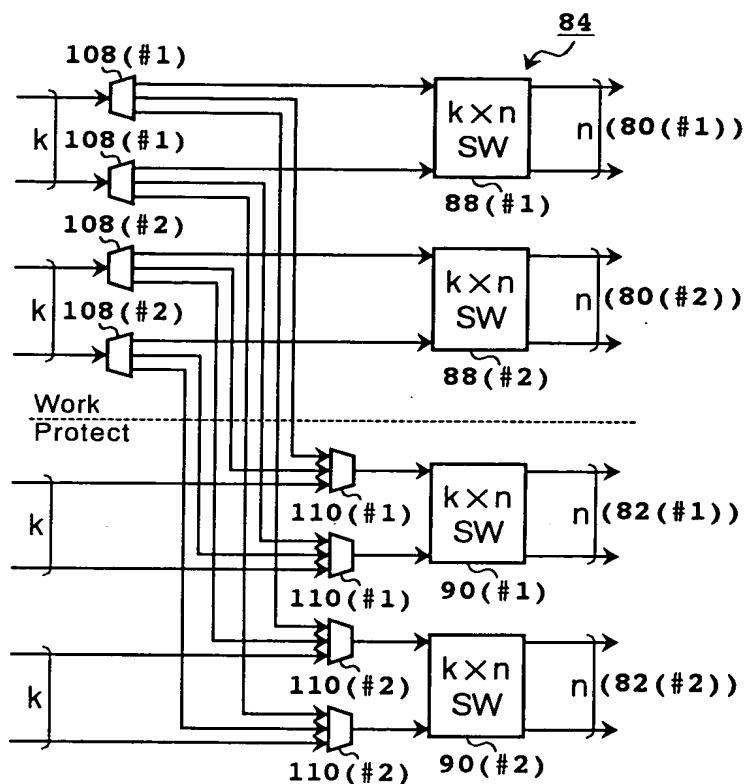 84
108(#1)
k
k×n
SW
n
(80(#1))
108(#1)
88(#1)
108(#2)
k
k×n
SW
n
(80(#2))
108(#2)
88(#2)
Work
Protect
k
k×n
SW
n
(82(#1))
110(#1)
110(#1)
90(#1)
k
k×n
SW
n
(82(#2))
110(#2)
110(#2)
90(#2)